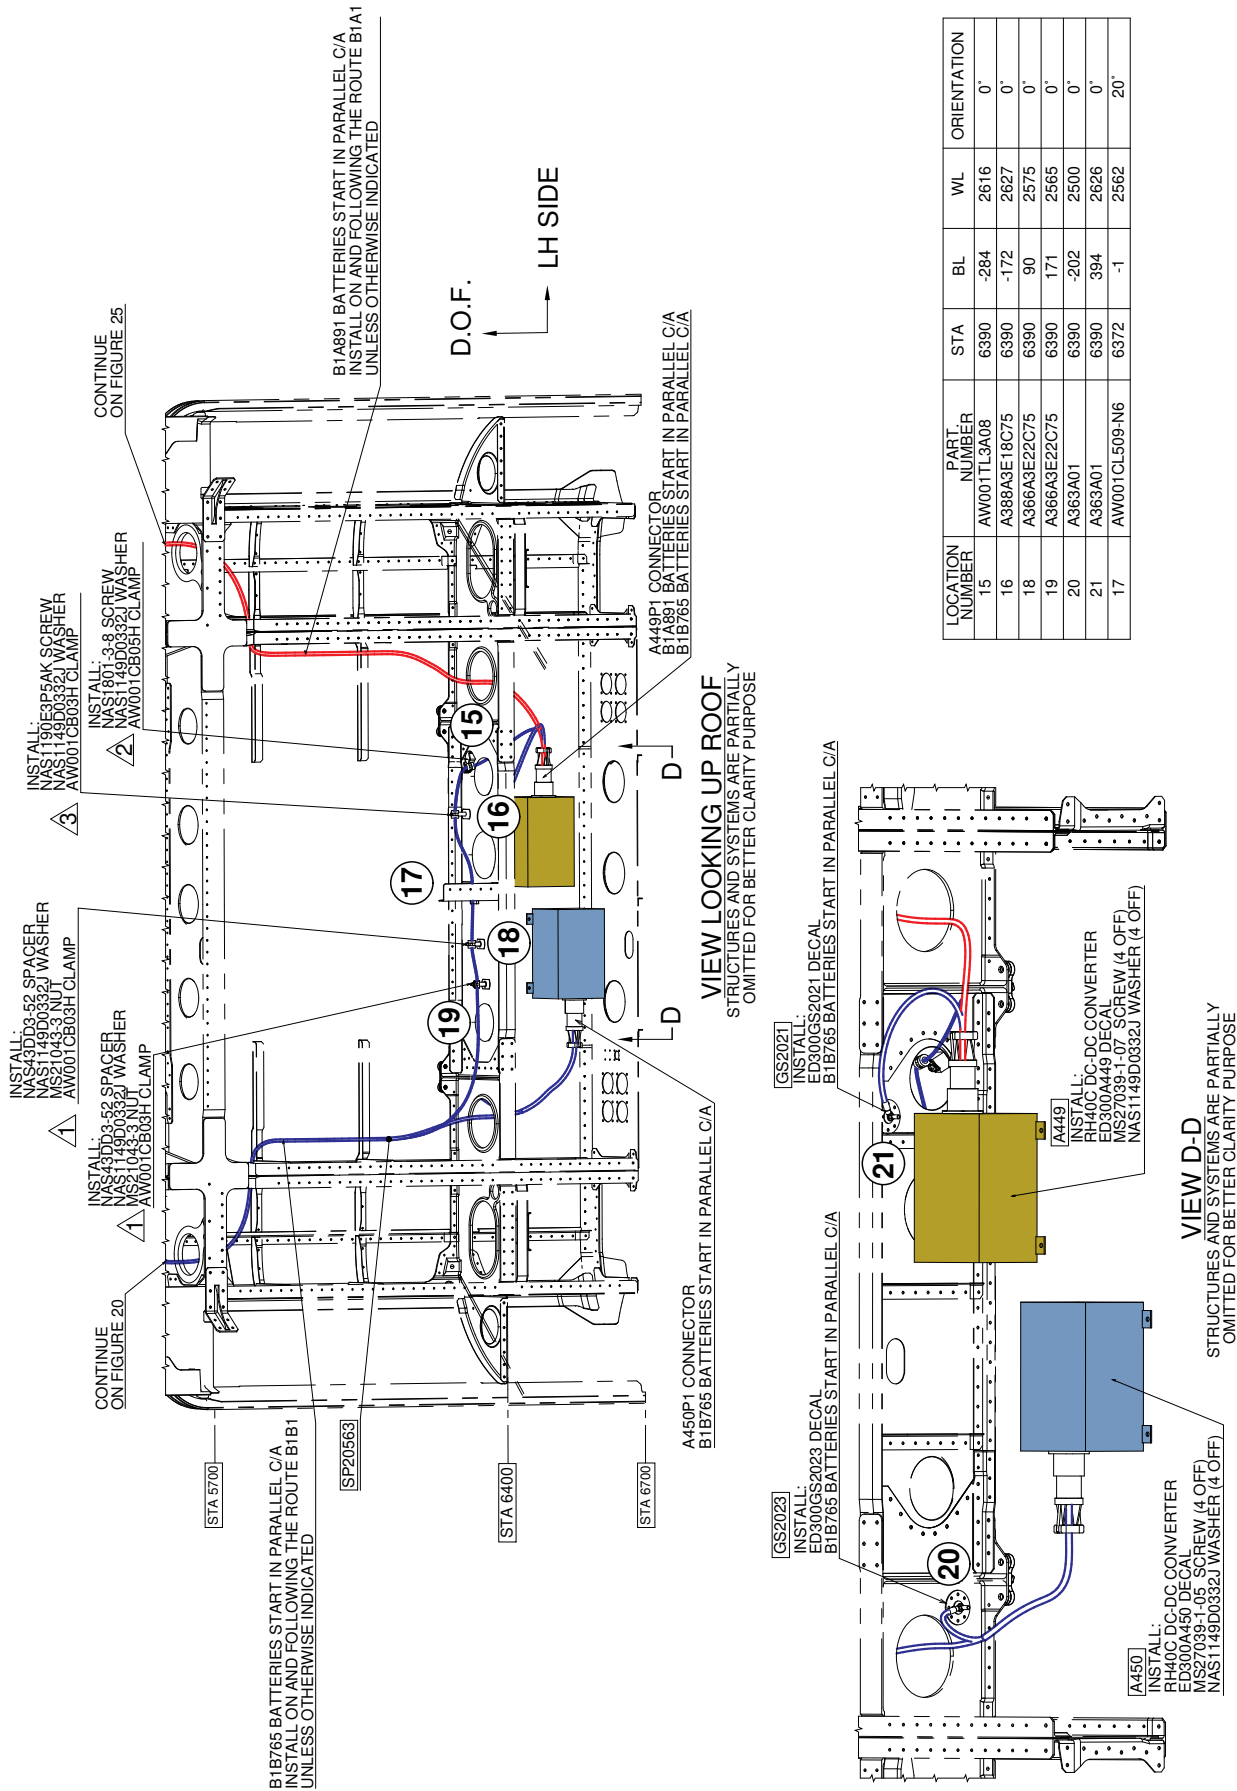 CONTINUE
ON FIGURE 20
B1B765 BATTERIES START IN PARALLEL C/A
INSTALL ON AND FOLLOWING THE ROUTE B1B1
UNLESS OTHERWISE INDICATED
SP20563
STA 5700
STA 6400
STA 6700
1
INSTALL:
NAS43DD3-52 SPACER
NAS1149D0332J WASHER
MS21043-3 NUT
AW001CB03H CLAMP
1
INSTALL:
NAS43DD3-52 SPACER
NAS1149D0332J WASHER
MS21043-3 NUT
AW001CB03H CLAMP
3
INSTALL:
NAS1190E3P5AK SCREW
NAS1149D0332J WASHER
AW001CB03H CLAMP
2
INSTALL:
NAS1801-3-8 SCREW
NAS1149D0332J WASHER
AW001CB05H CLAMP
CONTINUE
ON FIGURE 25
B1A891 BATTERIES START IN PARALLEL C/A
INSTALL ON AND FOLLOWING THE ROUTE B1A1
UNLESS OTHERWISE INDICATED
D.O.F.
LH SIDE
19
18
17
16
15
A450P1 CONNECTOR
B1B765 BATTERIES START IN PARALLEL C/A
A449P1 CONNECTOR
B1A891 BATTERIES START IN PARALLEL C/A
B1B765 BATTERIES START IN PARALLEL C/A
D
D
VIEW LOOKING UP ROOF
STRUCTURES AND SYSTEMS ARE PARTIALLY
OMITTED FOR BETTER CLARITY PURPOSE
GS2023
INSTALL:
ED300GS2023 DECAL
B1B765 BATTERIES START IN PARALLEL C/A
GS2021
INSTALL:
ED300GS2021 DECAL
B1B765 BATTERIES START IN PARALLEL C/A
20
21
A450
INSTALL:
RH40C DC-DC CONVERTER
ED300A450 DECAL
MS27039-1-05 SCREW (4 OFF)
NAS1149D0332J WASHER (4 OFF)
A449
INSTALL:
RH40C DC-DC CONVERTER
ED300A449 DECAL
MS27039-1-07 SCREW (4 OFF)
NAS1149D0332J WASHER (4 OFF)
VIEW D-D
STRUCTURES AND SYSTEMS ARE PARTIALLY
OMITTED FOR BETTER CLARITY PURPOSE
LOCATION NUMBER PART NUMBER STA BL WL ORIENTATION
15 AW001TL3A08 6390 -284 2616 0°
16 A388A3E18C75 6390 -172 2627 0°
18 A366A3E22C75 6390 90 2575 0°
19 A366A3E22C75 6390 171 2565 0°
20 A363A01 6390 -202 2500 0°
21 A363A01 6390 394 2626 0°
17 AW001CL509-N6 6372 -1 2562 20°